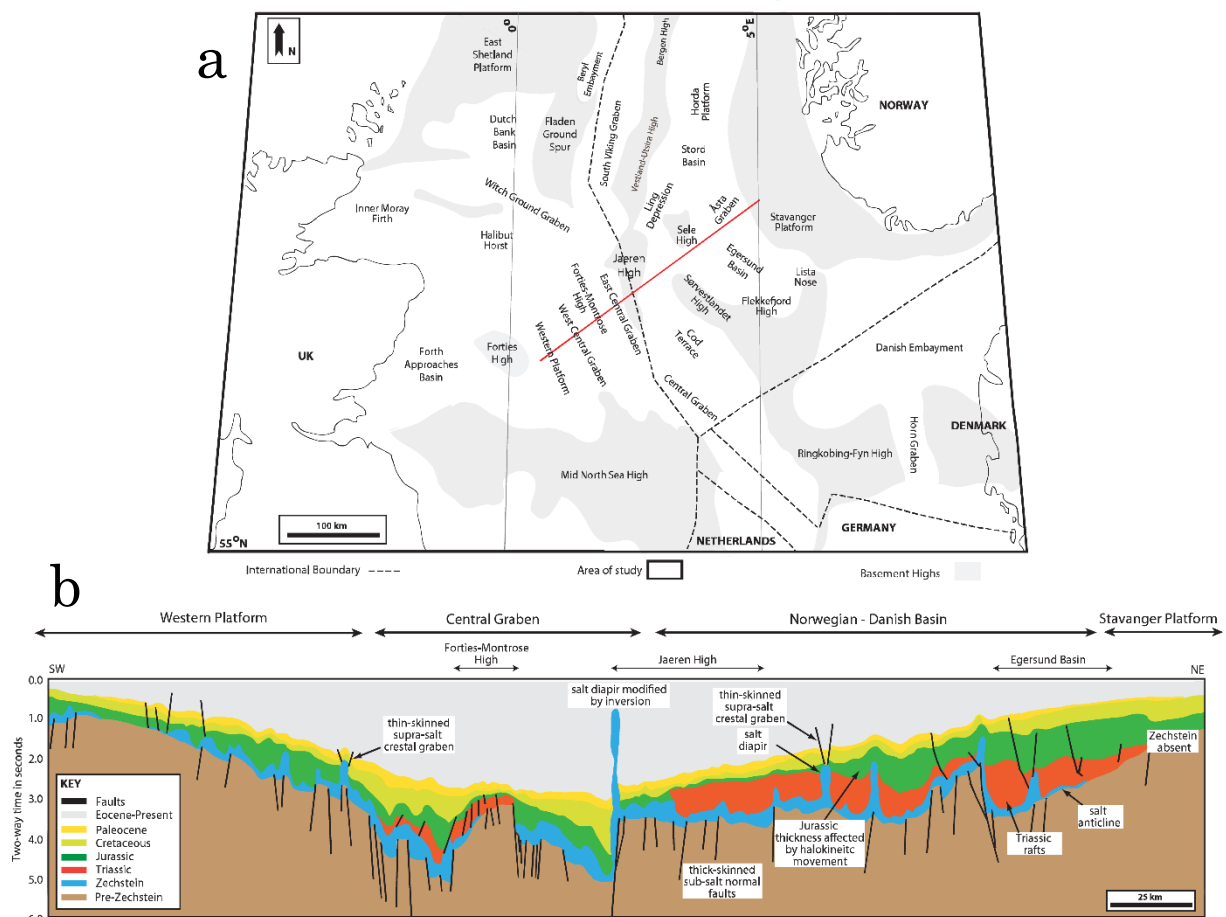 a
N
0°
5°E
East
Shetland
Platform
Beryl
Embayment
Bergen High
NORWAY
Dutch
Bank
Basin
Fladen
Ground
Spur
South Viking Graben
Vestland-Utsira High
Horda
Platform
Stord
Basin
Inner Moray
Firth
Witch Ground Graben
Ling
Depression
Åsta
Graben
Stavanger
Platform
Halibut
Horst
Sele
High
Jaeren
High
Egersund
Basin
Lista
Nose
Forties-Montrose
High
East Central Graben
Sørvestlandet
High
Flekkefjord
High
UK
Forth
Approaches
Basin
Forties
High
Western Platform
West Central Graben
Cod
Terrace
Danish Embayment
Central Graben
DENMARK
Mid North Sea High
Ringkobing-Fyn High
Horn Graben
100 km
55°N
NETHERLANDS
GERMANY
International Boundary
Area of study
Basement Highs
b
Western Platform
Central Graben
Norwegian - Danish Basin
Stavanger Platform
Forties-Montrose
High
Jaeren High
Egersund Basin
SW
NE
0.0
1.0
2.0
3.0
4.0
5.0
6.0
Two-way time in seconds
thin-skinned
supra-salt
crestal graben
salt diapir modified
by inversion
thin-skinned
supra-salt
crestal graben
salt
diapir
Zechstein
absent
Jurassic
thickness affected
by halokineitc
movement
Triassic
rafts
salt
anticline
thick-skinned
sub-salt normal
faults
KEY
Faults
Eocene-Present
Paleocene
Cretaceous
Jurassic
Triassic
Zechstein
Pre-Zechstein
25 km